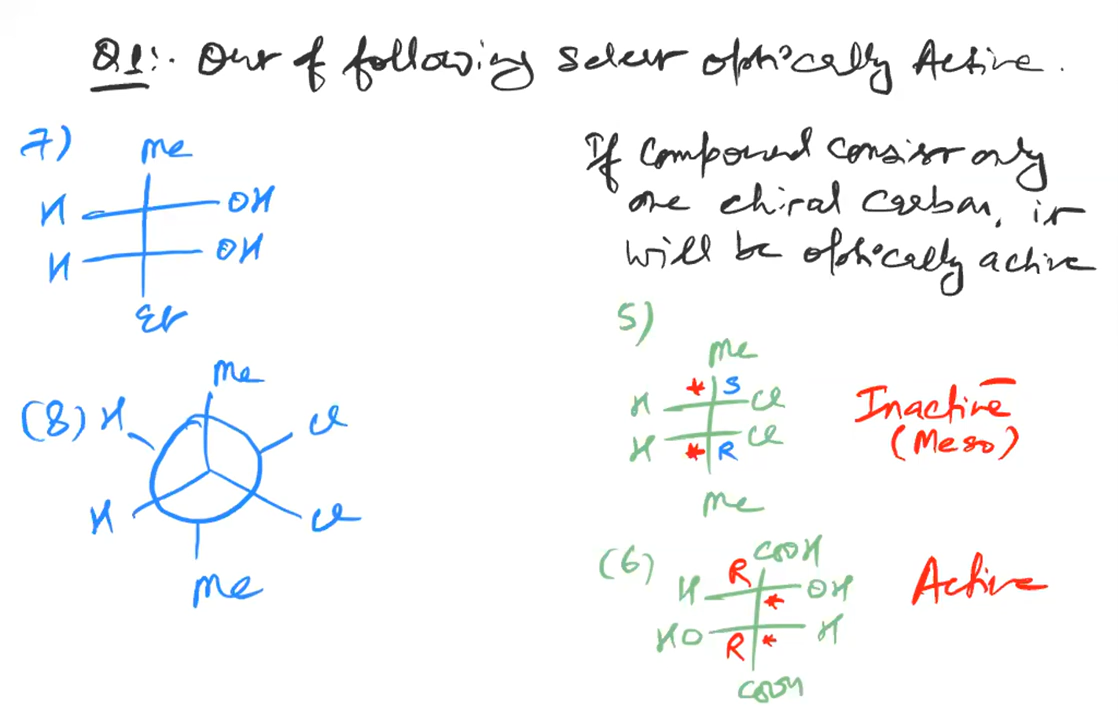 Q1:. Out of following select optically Active.
If compound consist only
one chiral carbon, it
will be optically active
7)
Me
H OH
H OH
Et
(8)
Me
H Cl
H Cl
Me
5)
Me
* S
H Cl
H Cl
* R
Me
Inactive
(Meso)
(6)
COOH
R
H OH
*
HO H
R *
COOH
Active